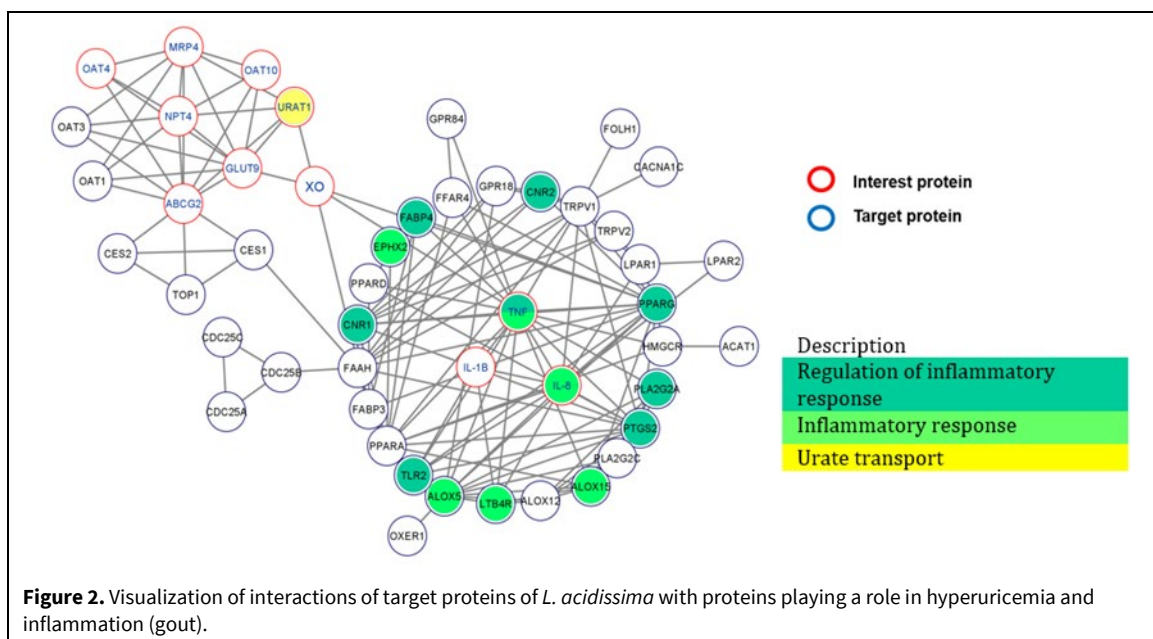 MRP4
OAT4
OAT10
URAT1
NPT4
OAT3
GLUT9
OAT1
XO
ABCG2
CES2
CES1
TOP1
CDC25C
CDC25B
CDC25A
GPR84
FOLH1
GPR18
CNR2
CACNA1C
FFAR4
TRPV1
FABP4
TRPV2
EPHX2
LPAR1
LPAR2
PPARD
TNF
PPARG
CNR1
HMGCR
ACAT1
FAAH
IL-1B
IL-8
PLA2G2A
FABP3
PTGS2
PPARA
PLA2G2C
TLR2
ALOX15
ALOX5
LTB4R
ALOX12
OXER1
Interest protein
Target protein
Description
Regulation of inflammatory
response
Inflammatory response
Urate transport
Figure 2. Visualization of interactions of target proteins of L. acidissima with proteins playing a role in hyperuricemia and
inflammation (gout).